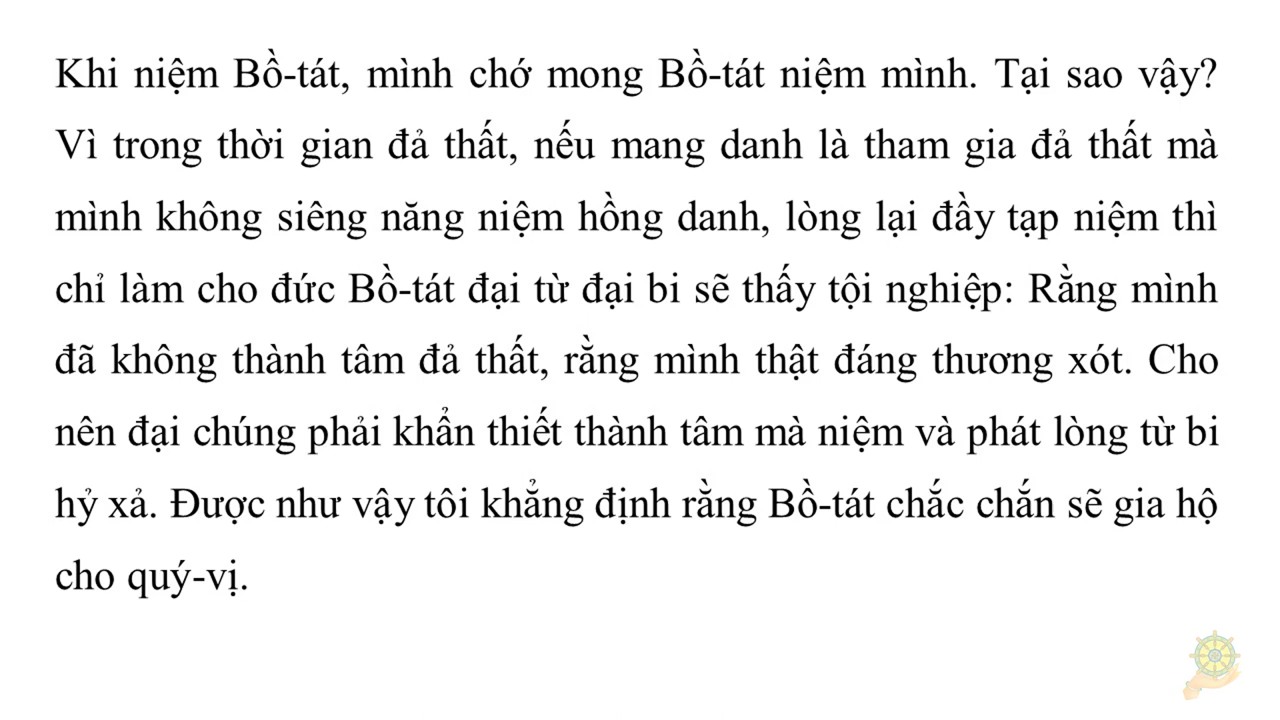 Khi niệm Bồ-tát, mình chớ mong Bồ-tát niệm mình. Tại sao vậy?
Vì trong thời gian đả thất, nếu mang danh là tham gia đả thất mà
mình không siêng năng niệm hồng danh, lòng lại đầy tạp niệm thì
chỉ làm cho đức Bồ-tát đại từ đại bi sẽ thấy tội nghiệp: Rằng mình
đã không thành tâm đả thất, rằng mình thật đáng thương xót. Cho
nên đại chúng phải khẩn thiết thành tâm mà niệm và phát lòng từ bi
hỷ xả. Được như vậy tôi khẳng định rằng Bồ-tát chắc chắn sẽ gia hộ
cho quý-vị.